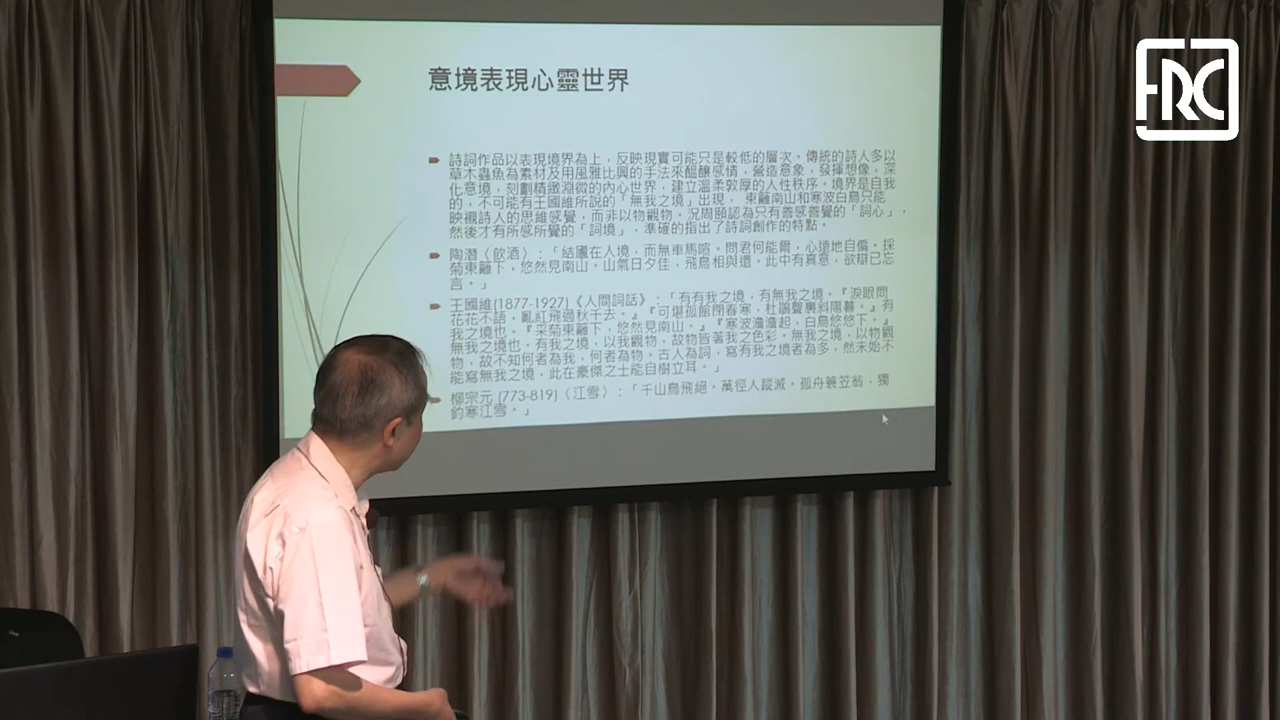 FRC
意境表現心靈世界
詩詞作品以表現境界為上，反映現實可能只是較低的層次。傳統的詩人多以
草木蟲魚為素材及用風雅比興的手法來醞釀感情，營造意象，發揮想像，深
化意境，刻劃精緻淵微的內心世界，建立溫柔敦厚的人性秩序。境界是自我
的，不可能有王國維所說的「無我之境」出現， 東籬南山和寒波白鳥只能
映襯詩人的思維感覺，而非以物觀物。況周頤認為只有善感善覺的「詞心」，
然後才有所感所覺的「詞境」，準確的指出了詩詞創作的特點。
陶潛〈飲酒〉：「結廬在人境，而無車馬喧。問君何能爾，心遠地自偏。採
菊東籬下，悠然見南山。山氣日夕佳，飛鳥相與還。此中有真意，欲辯已忘
言。」
王國維(1877-1927)《人間詞話》：「有有我之境，有無我之境。『淚眼問
花花不語，亂紅飛過秋千去。』『可堪孤館閉春寒，杜鵑聲裏斜陽暮。』有
我之境也。『采菊東籬下，悠然見南山。』『寒波澹澹起，白鳥悠悠下。』
無我之境也。有我之境，以我觀物，故物皆著我之色彩。無我之境，以物觀
物，故不知何者為我，何者為物。古人為詞，寫有我之境者為多，然未始不
能寫無我之境，此在豪傑之士能自樹立耳。」
柳宗元 (773-819)〈江雪〉：「千山鳥飛絕。萬徑人蹤滅。孤舟簑笠翁，獨
釣寒江雪。」